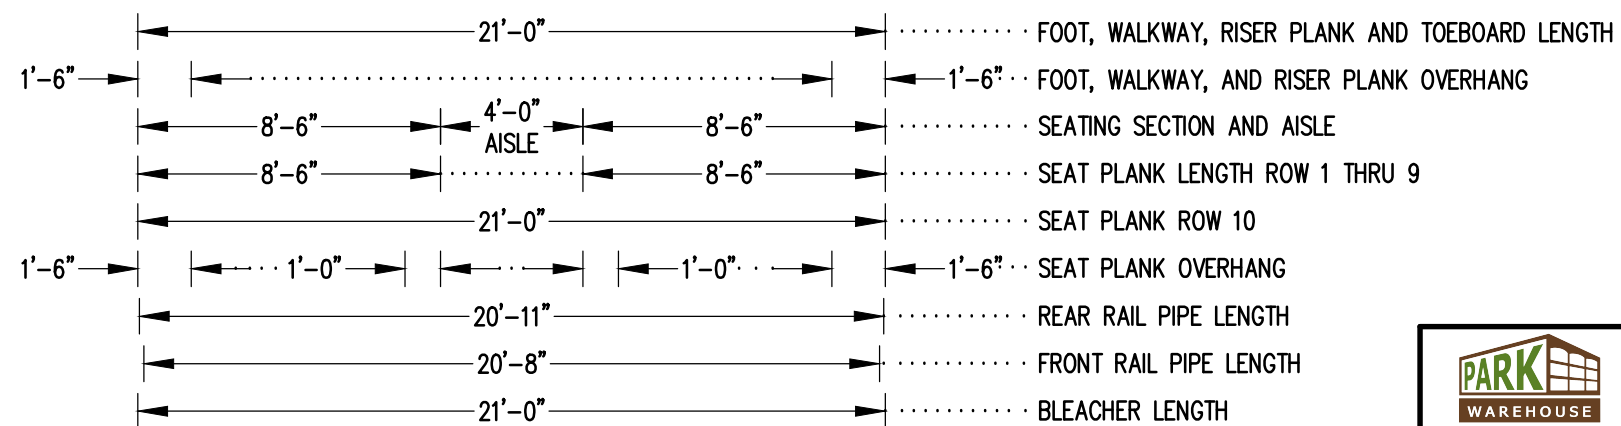 21'-0" FOOT, WALKWAY, RISER PLANK AND TOEBOARD LENGTH
1'-6" 1'-6" FOOT, WALKWAY, AND RISER PLANK OVERHANG
8'-6" 4'-0" 8'-6" SEATING SECTION AND AISLE
AISLE
8'-6" 8'-6" SEAT PLANK LENGTH ROW 1 THRU 9
21'-0" SEAT PLANK ROW 10
1'-6" 1'-0" 1'-0" 1'-6" SEAT PLANK OVERHANG
20'-11" REAR RAIL PIPE LENGTH
20'-8" FRONT RAIL PIPE LENGTH
21'-0" BLEACHER LENGTH
PARK
WAREHOUSE